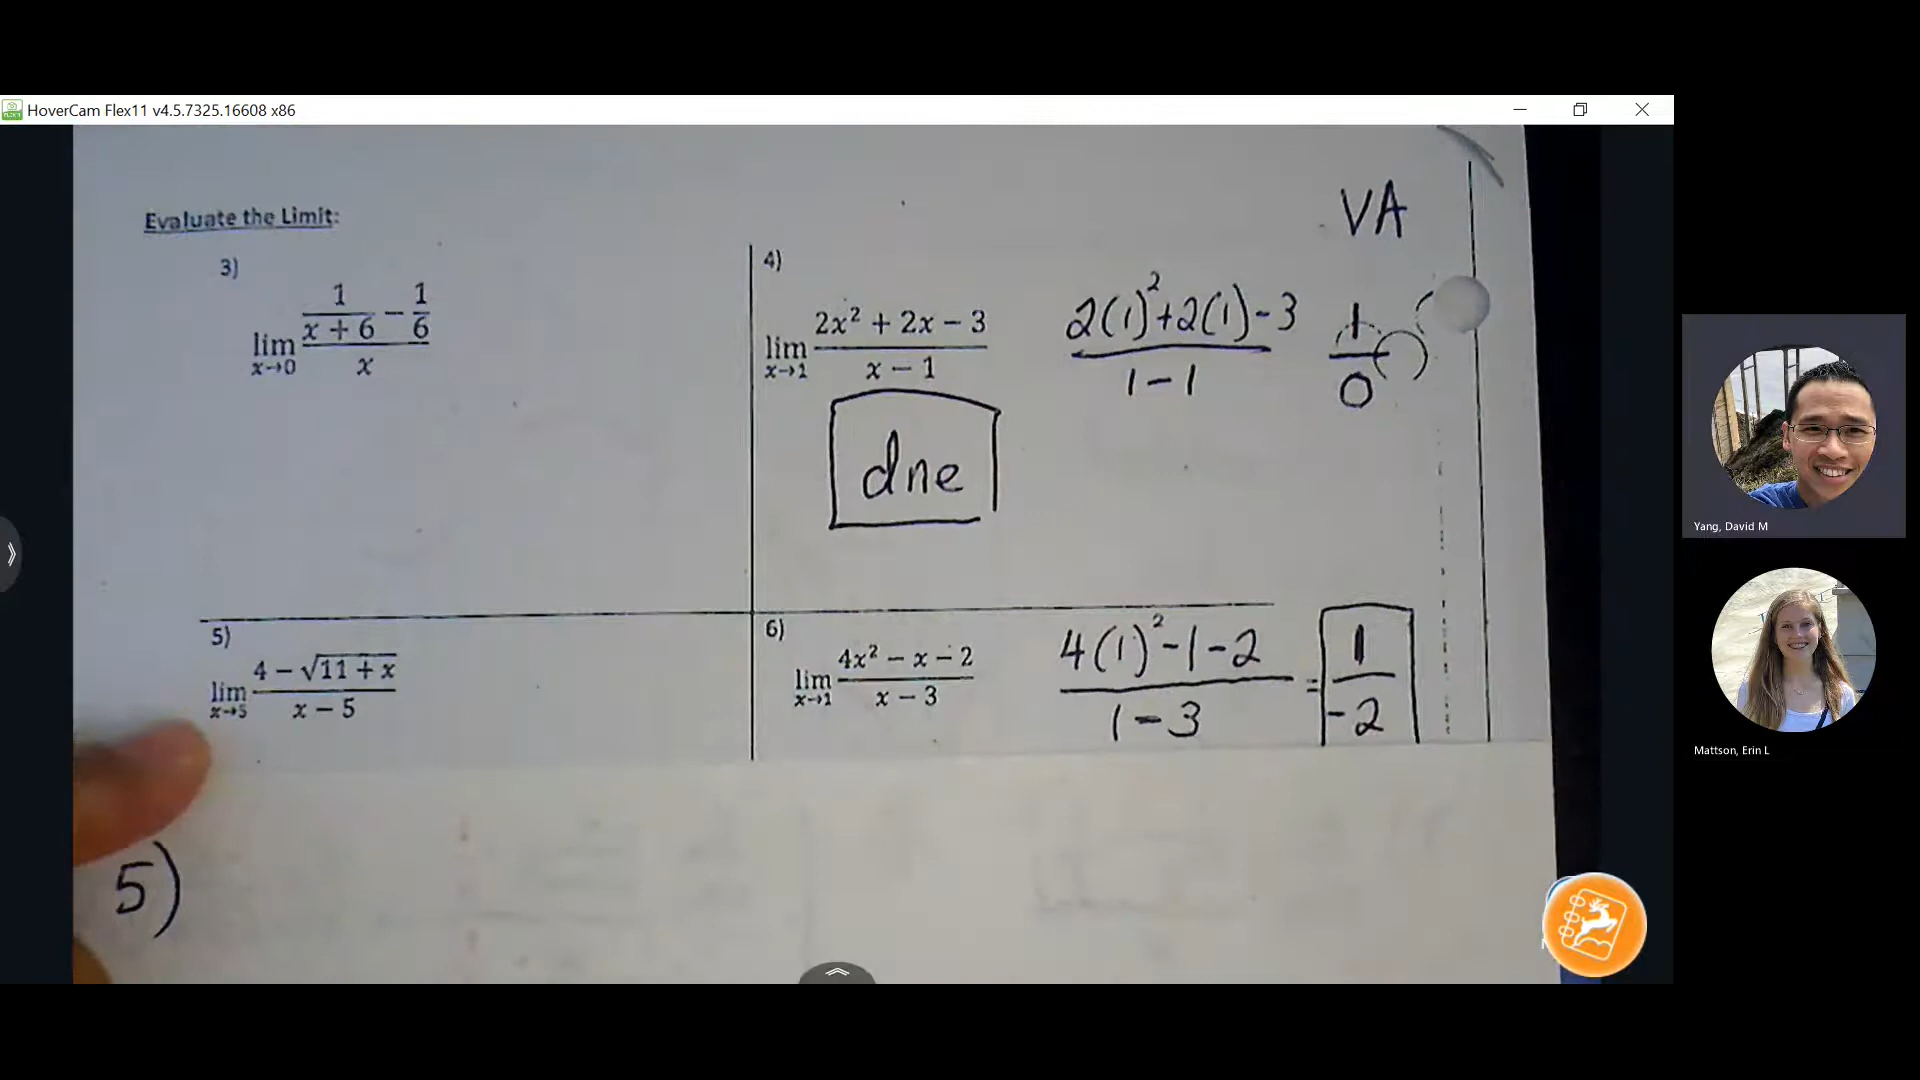 HoverCam Flex11 v4.5.7325.16608 x86
Evaluate the Limit:
VA
3)
lim x→0 (1/(x + 6) − 1/6)/x
4)
lim x→1 (2x² + 2x − 3)/(x − 1)
(2(1)²+2(1)-3)/(1-1)
1/0
dne
5)
lim x→5 (4 − √(11 + x))/(x − 5)
6)
lim x→1 (4x² − x − 2)/(x − 3)
(4(1)²-1-2)/(1-3) = 1/-2
5)
Yang, David M
Mattson, Erin L